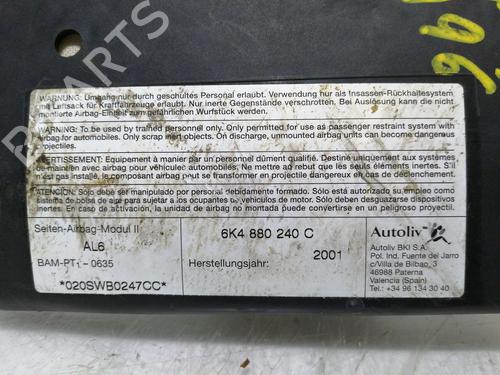 WARNUNG: Umgang nur durch geschultes Personal erlaubt. Verwendung nur als Insassen-Rückhaltesystem
mit Luftsack für Kraftfahrzeuge erlaubt. Nur inerte Gegenstände verschrotten. Bei Auslösung kann die nicht
montierte Airbag-Einheit zum gefährlichen Wurfstück werden.
WARNING: To be used by trained personnel only. Only permitted for use as passenger restraint system with
airbag for automobiles. Only scrap inert objects. On discharge, unmounted airbag units can become dangerous
projectiles.
AVERTISSEMENT: Equipement à manier par un personnel dûment qualifié. Destiné uniquement aux systèmes
de maintien avec airbag pour véhicules automobiles. Ne mettre au rebut que les seuls éléments inertes. En
cas de déclenchement, le composant airbag peut se transformer en projectile dangereux
ATENCION: Sólo debe ser manipulado por personal debidamente formado. Sólo está autorizado su empleo como
sistema de bolsa de aire para sujetar a los ocupantes de vehículos de motor. Sólo deben desguazarse objetos
inertes. En caso de activación, la unidad de airbag no montada puede convertirse en un peligroso proyectil.
Seiten-Airbag-Modul II
AL6
BAM-PT1-0635
*020SWB0247CC*
6K4 880 240 C
Herstellungsjahr: 2001
Autoliv
Autoliv BKI S.A.
Pol. Ind. Fuente del Jarro
c/Villa de Bilbao, 3
46988 Paterna
Valencia (Spain)
Tel.: +34 96 134 30 40
B-PARTS